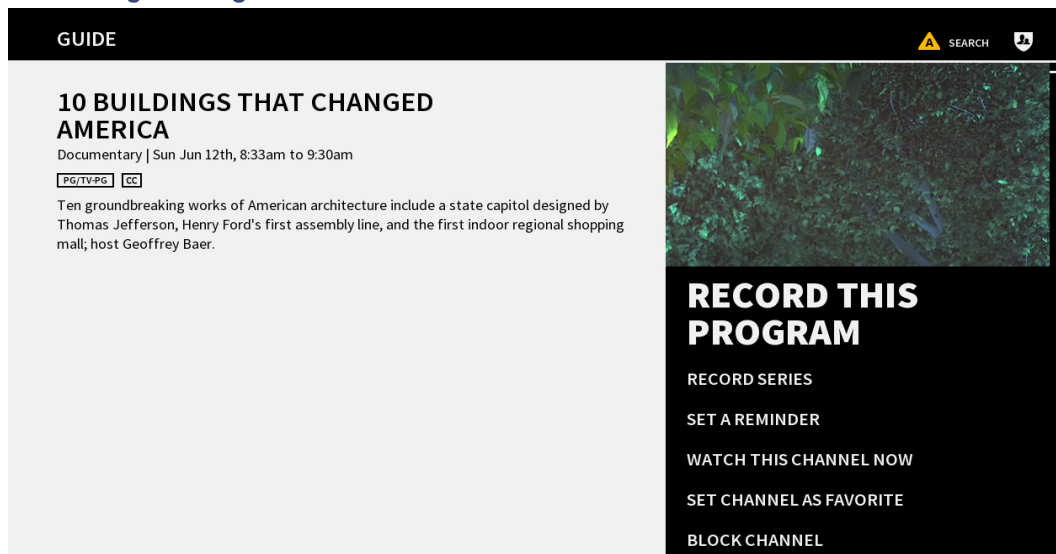 GUIDE
A SEARCH
10 BUILDINGS THAT CHANGED
AMERICA
Documentary | Sun Jun 12th, 8:33am to 9:30am
PG/TV-PG CC
Ten groundbreaking works of American architecture include a state capitol designed by
Thomas Jefferson, Henry Ford's first assembly line, and the first indoor regional shopping
mall; host Geoffrey Baer.
RECORD THIS
PROGRAM
RECORD SERIES
SET A REMINDER
WATCH THIS CHANNEL NOW
SET CHANNEL AS FAVORITE
BLOCK CHANNEL